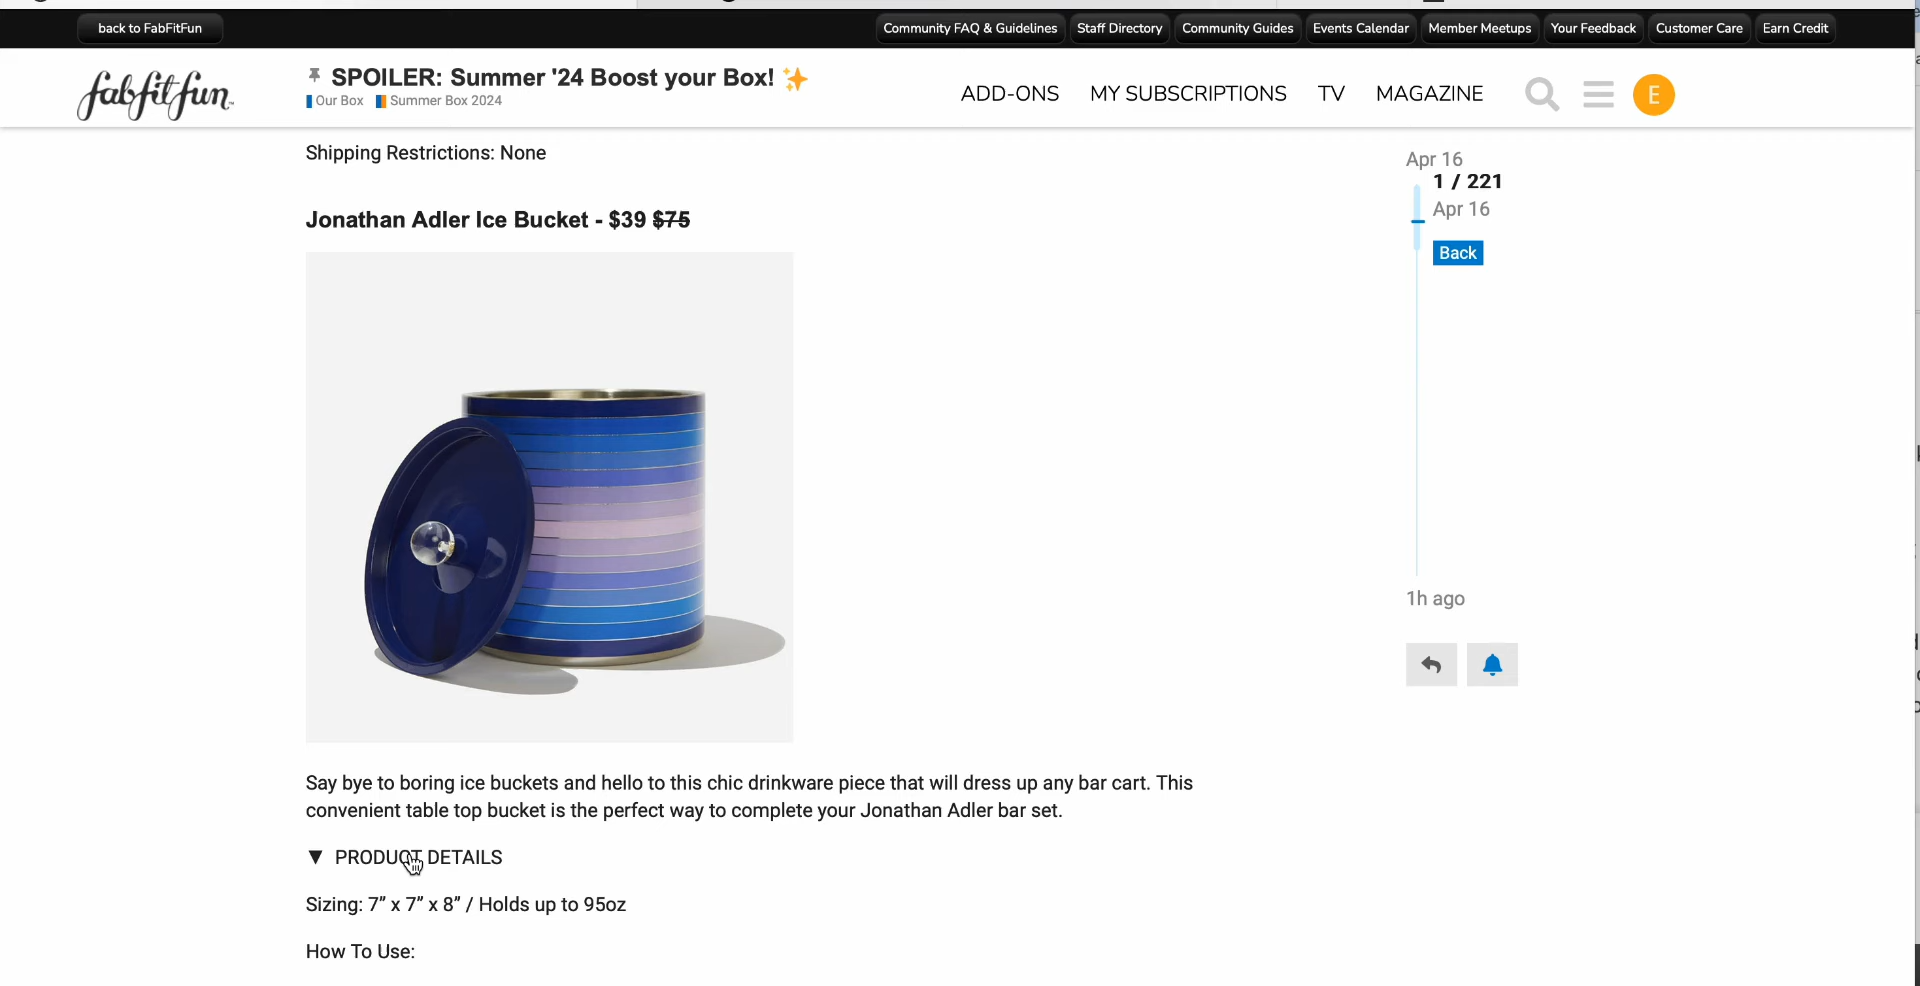 back to FabFitFun
Community FAQ & Guidelines
Staff Directory
Community Guides
Events Calendar
Member Meetups
Your Feedback
Customer Care
Earn Credit
fabfitfun™
SPOILER: Summer '24 Boost your Box! ✨
Our Box Summer Box 2024
ADD-ONS
MY SUBSCRIPTIONS
TV
MAGAZINE
E
Shipping Restrictions: None
Apr 16
1 / 221
Apr 16
Back
Jonathan Adler Ice Bucket - $39 $75
1h ago
Say bye to boring ice buckets and hello to this chic drinkware piece that will dress up any bar cart. This
convenient table top bucket is the perfect way to complete your Jonathan Adler bar set.
▼ PRODUCT DETAILS
Sizing: 7” x 7” x 8” / Holds up to 95oz
How To Use: